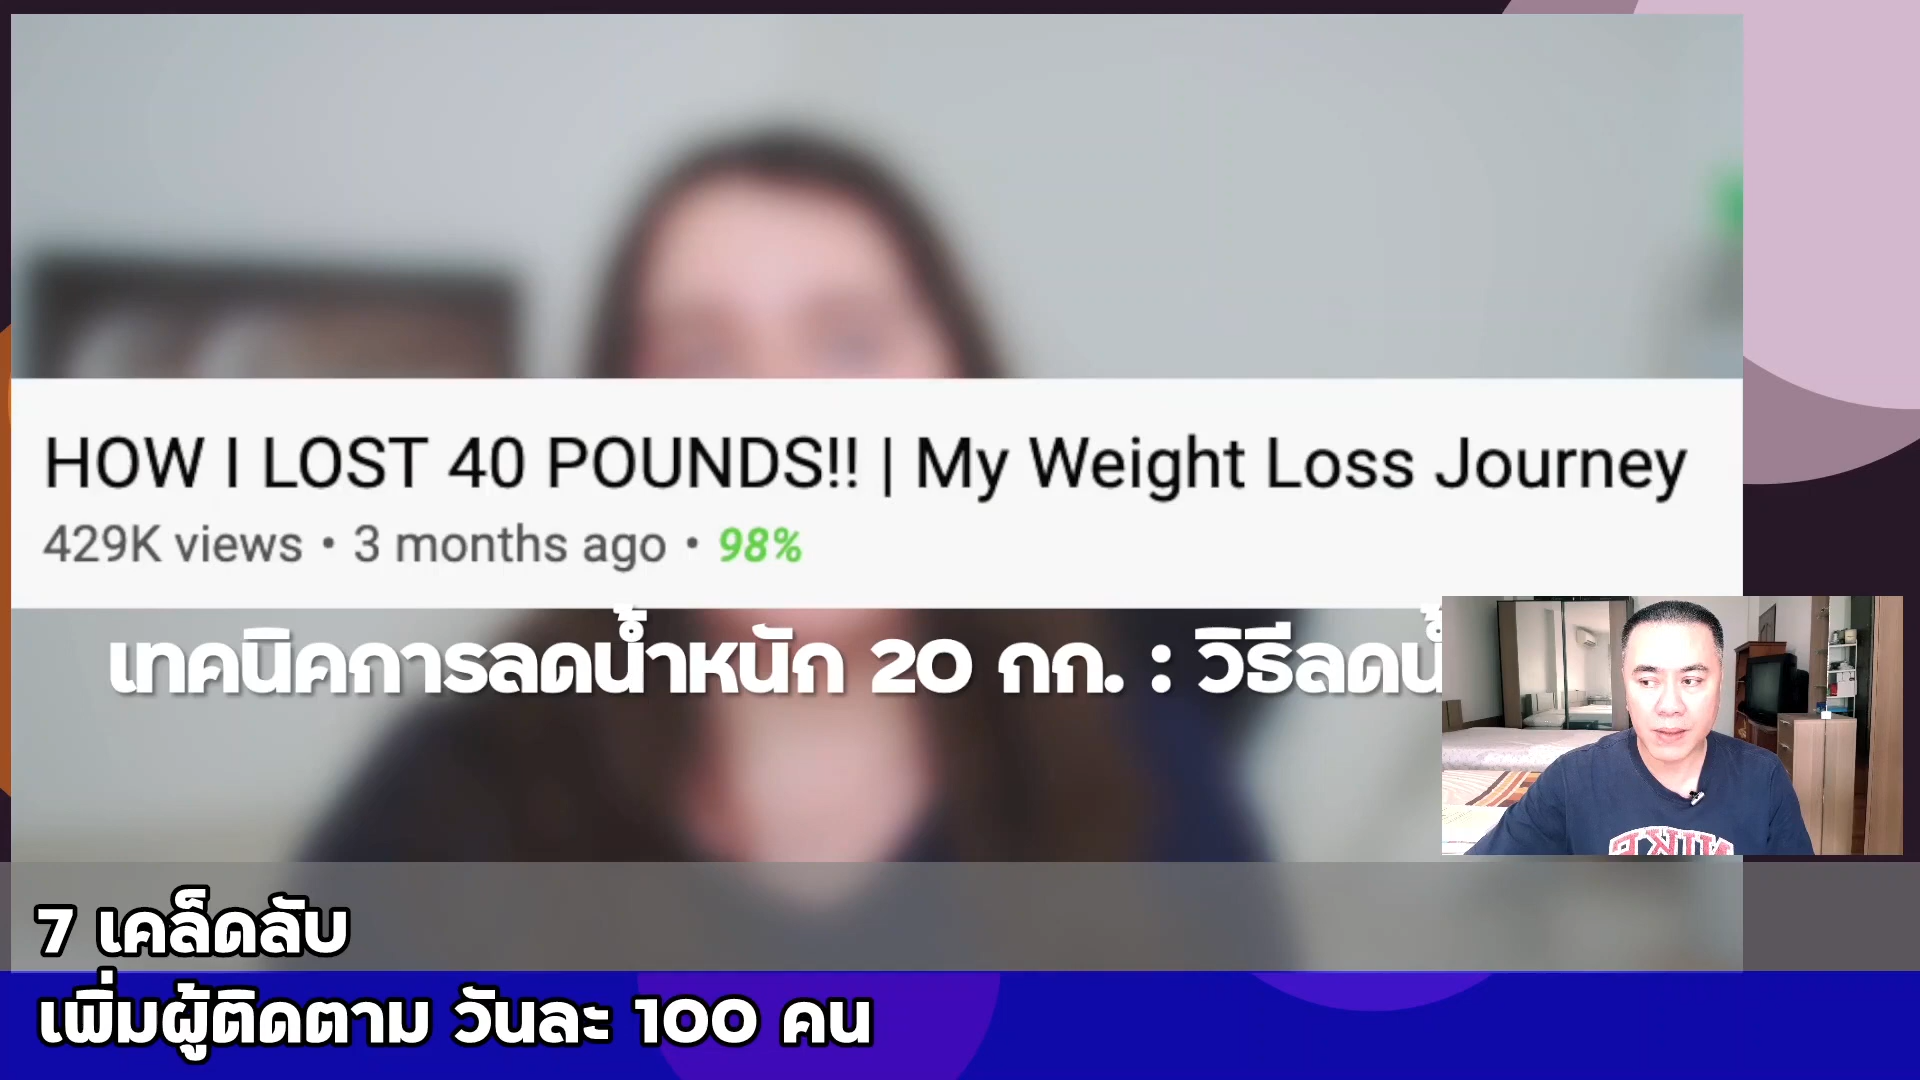 HOW I LOST 40 POUNDS!! | My Weight Loss Journey
429K views • 3 months ago • 98%
เทคนิคการลดน้ำหนัก 20 กก. : วิธีลดน้ำ
7 เคล็ดลับ
เพิ่มผู้ติดตาม วันละ 100 คน